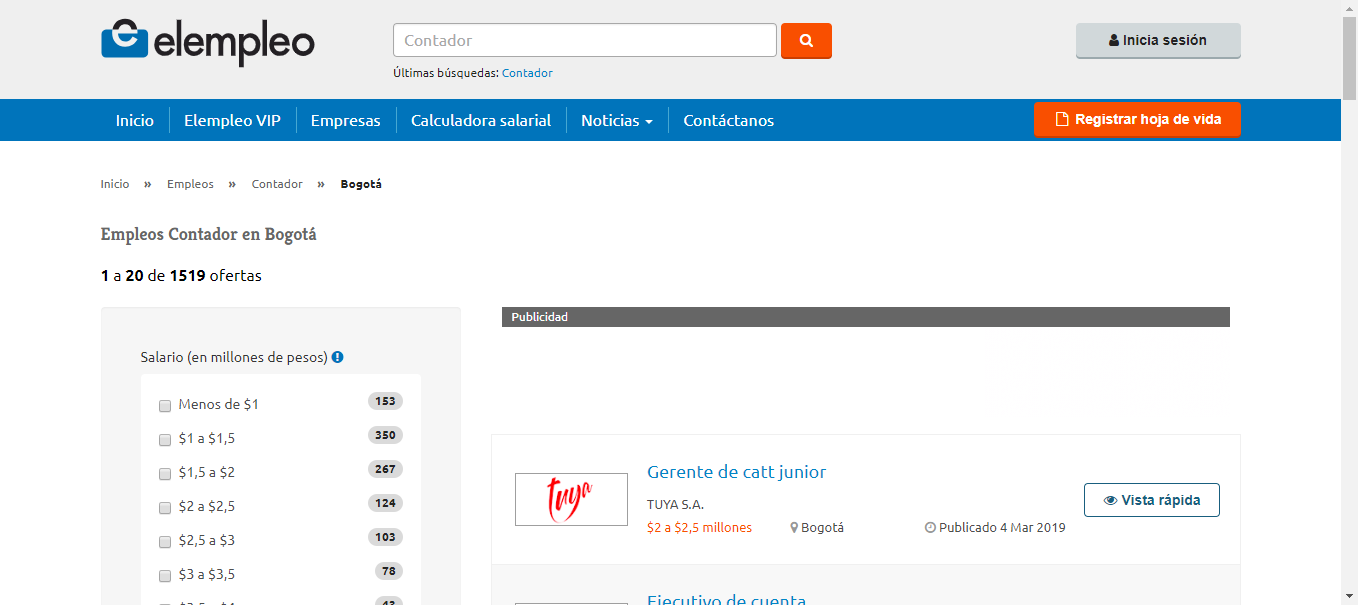 elempleo
Contador
Inicia sesión
Últimas búsquedas: Contador
Inicio Elempleo VIP Empresas Calculadora salarial Noticias Contáctanos Registrar hoja de vida
Inicio » Empleos » Contador » Bogotá
Empleos Contador en Bogotá
1 a 20 de 1519 ofertas
Salario (en millones de pesos)
Menos de $1 153
$1 a $1,5 350
$1,5 a $2 267
$2 a $2,5 124
$2,5 a $3 103
$3 a $3,5 78
$3,5 a $4 43
Publicidad
tuya
Gerente de catt junior
TUYA S.A.
$2 a $2,5 millones Bogotá Publicado 4 Mar 2019
Vista rápida
Ejecutivo de cuenta